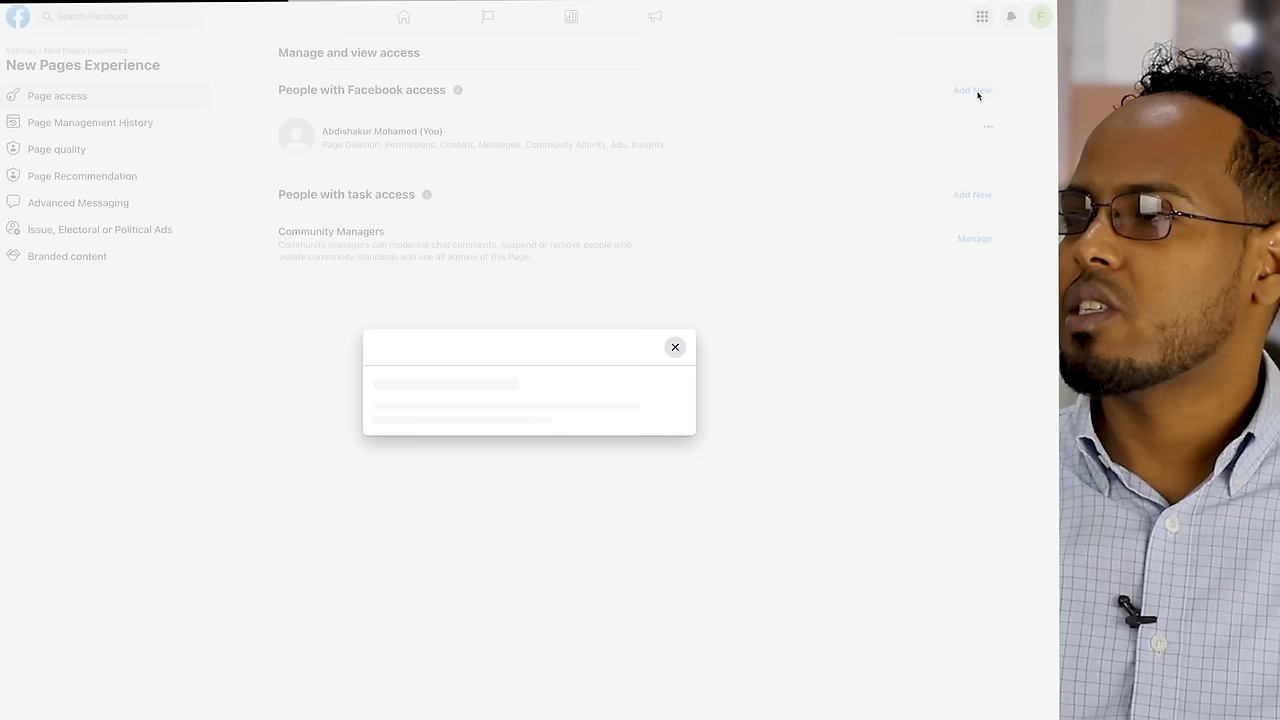 Search Facebook
F
Settings › New Pages Experience
New Pages Experience
Page access
Page Management History
Page quality
Page Recommendation
Advanced Messaging
Issue, Electoral or Political Ads
Branded content
Manage and view access
People with Facebook access
Add New
Abdishakur Mohamed (You)
Page Deletion, Permissions, Content, Messages, Community Activity, Ads, Insights
People with task access
Add New
Community Managers
Manage
Community managers can moderate chat comments, suspend or remove people who
violate community standards and see all admins of this Page.